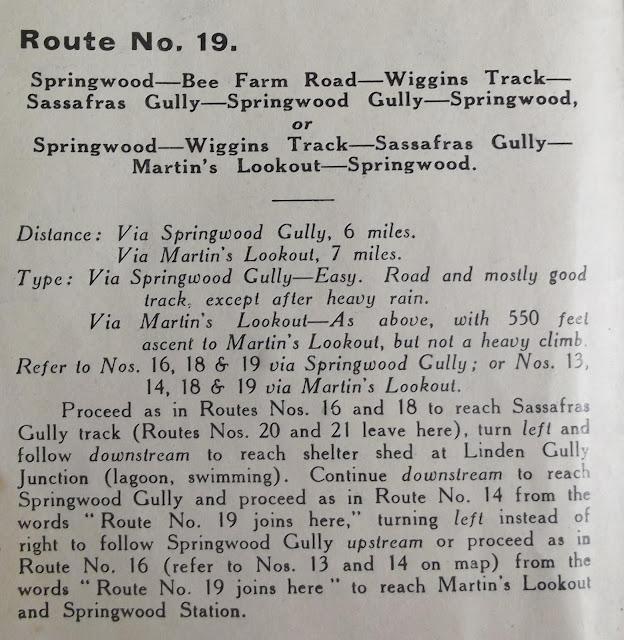 Route No. 19.
Springwood—Bee Farm Road—Wiggins Track—
Sassafras Gully—Springwood Gully—Springwood,
or
Springwood—Wiggins Track—Sassafras Gully—
Martin's Lookout—Springwood.
Distance: Via Springwood Gully, 6 miles.
Via Martin's Lookout, 7 miles.
Type: Via Springwood Gully—Easy. Road and mostly good
track, except after heavy rain.
Via Martin's Lookout—As above, with 550 feet
ascent to Martin's Lookout, but not a heavy climb.
Refer to Nos. 16, 18 & 19 via Springwood Gully; or Nos. 13,
14, 18 & 19 via Martin's Lookout.
Proceed as in Routes Nos. 16 and 18 to reach Sassafras
Gully track (Routes Nos. 20 and 21 leave here), turn left and
follow downstream to reach shelter shed at Linden Gully
Junction (lagoon, swimming). Continue downstream to reach
Springwood Gully and proceed as in Route No. 14 from the
words "Route No. 19 joins here," turning left instead of
right to follow Springwood Gully upstream or proceed as in
Route No. 16 (refer to Nos. 13 and 14 on map) from the
words "Route No. 19 joins here" to reach Martin's Lookout
and Springwood Station.